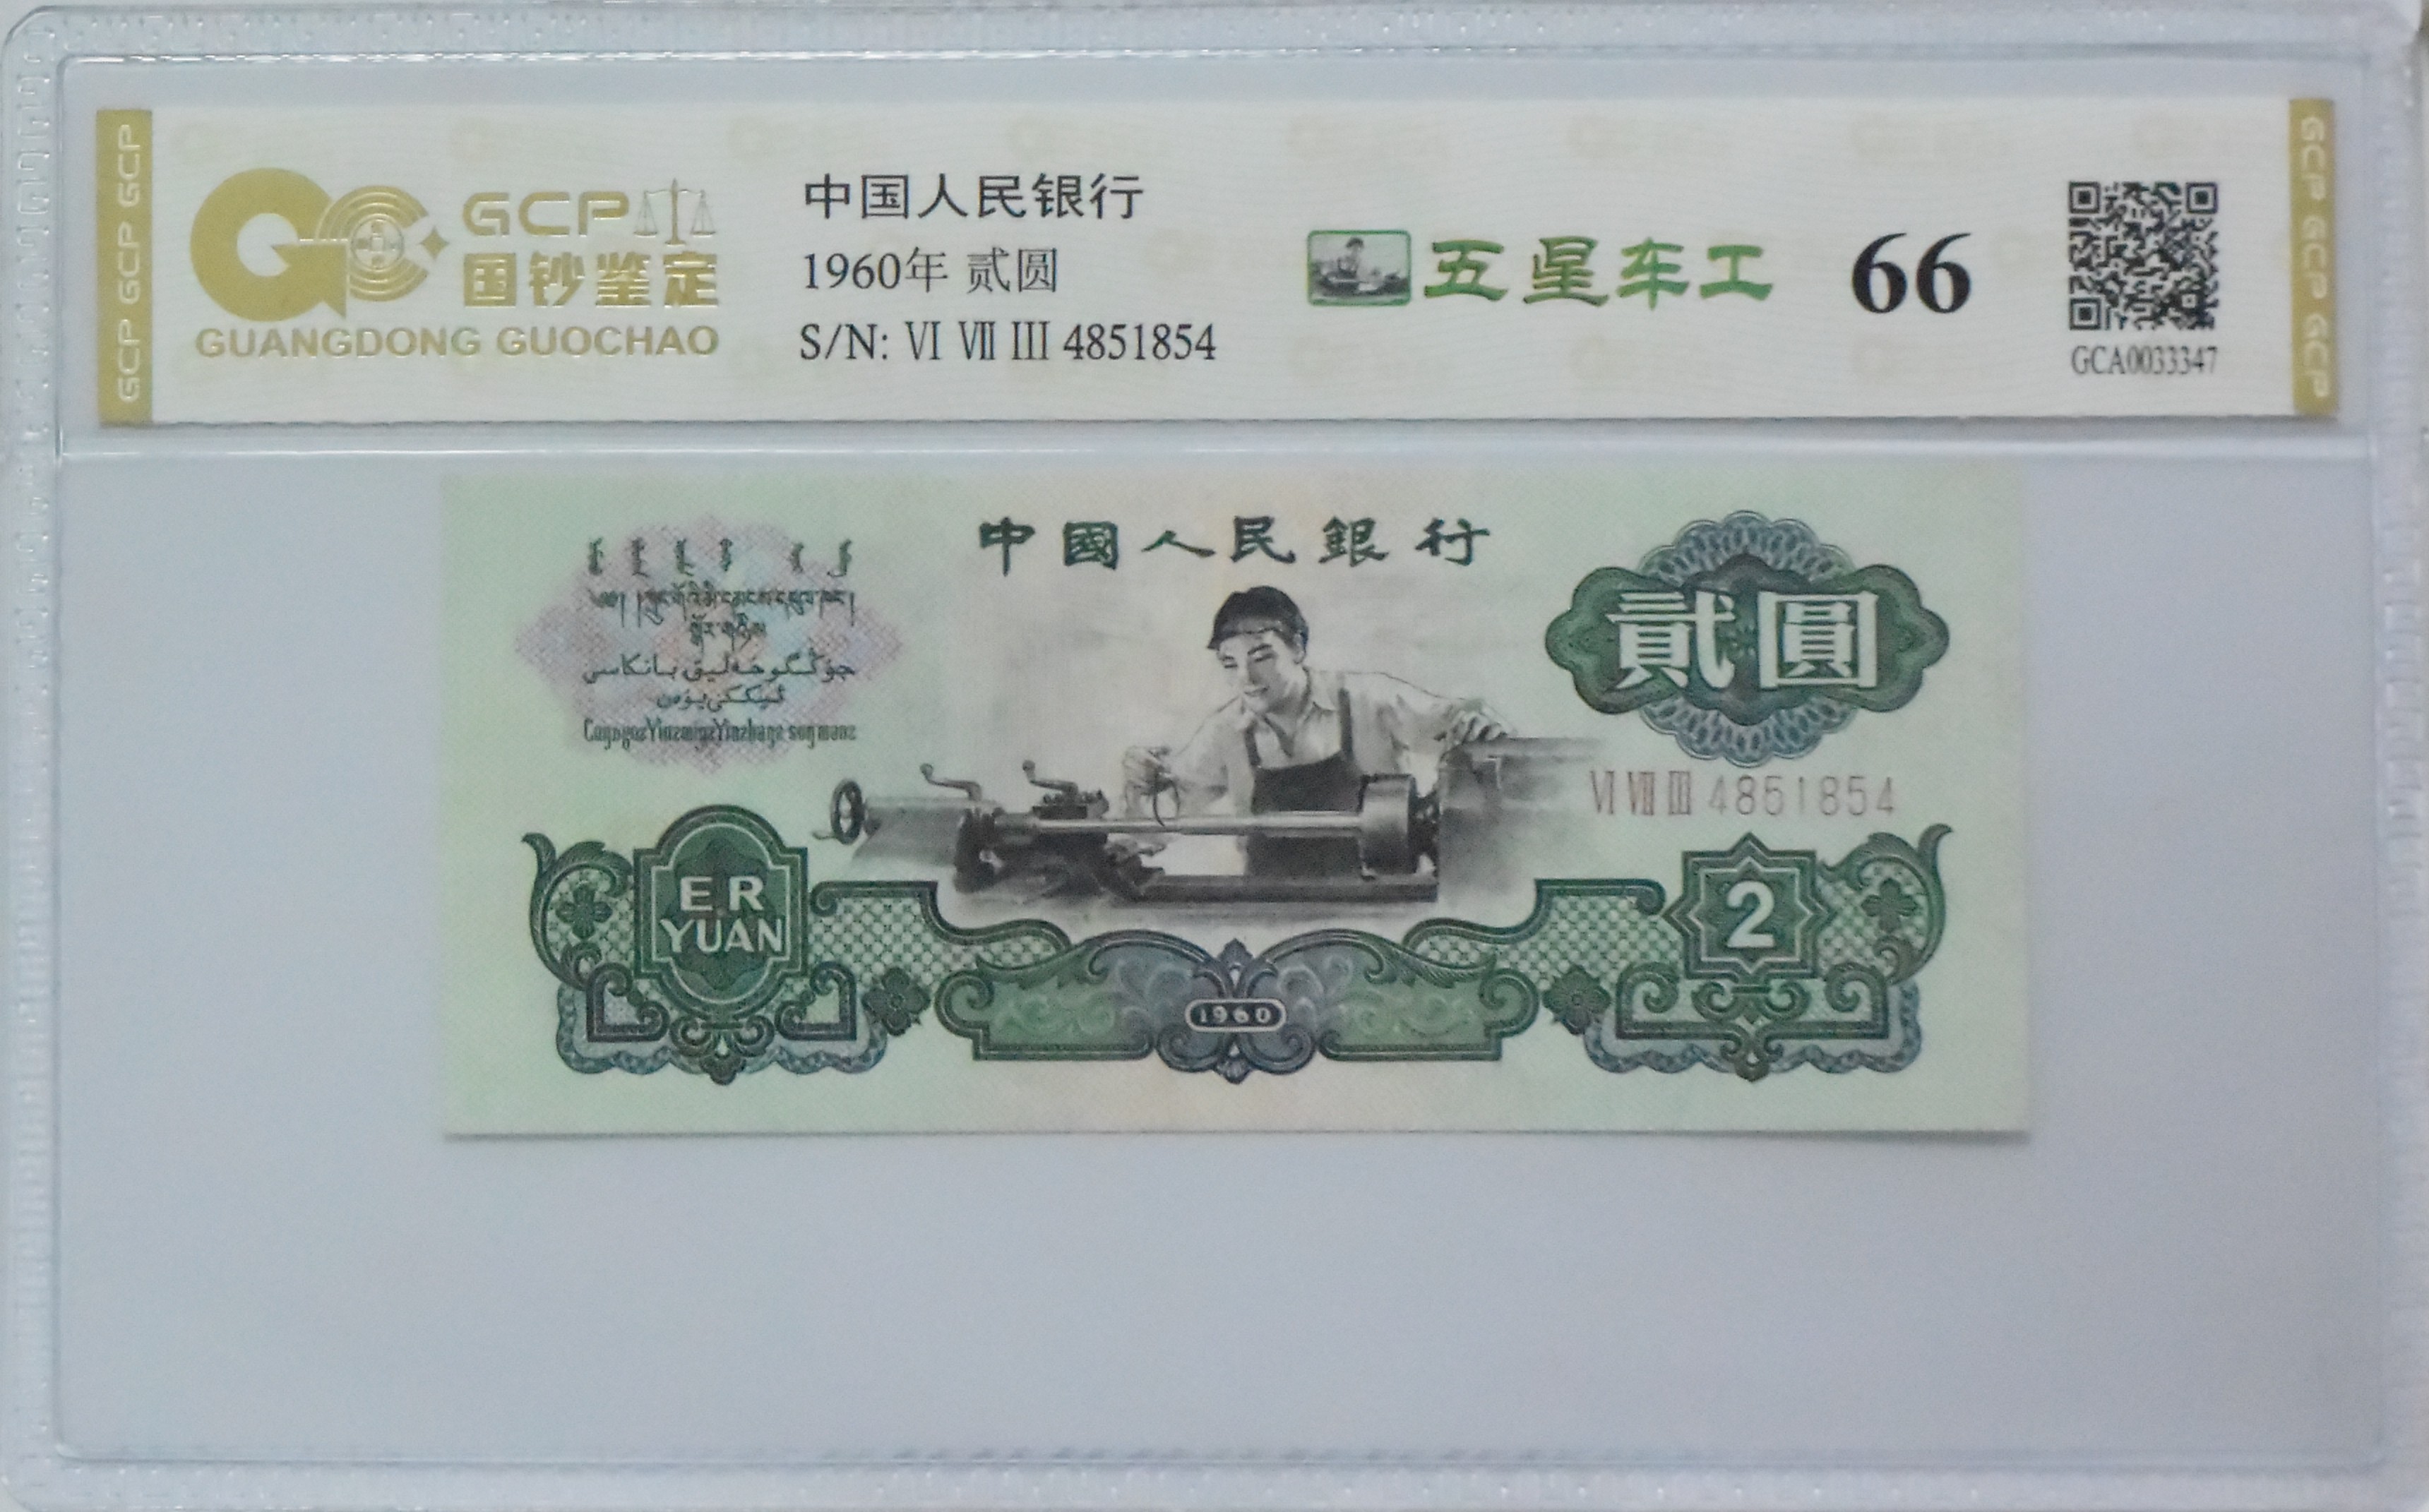 GCP GCP GCP
GCP
国钞鉴定
GUANGDONG GUOCHAO
中国人民银行
1960年 贰圆
S/N: Ⅵ Ⅶ Ⅲ 4851854
五星车工
66
GCA0033347
GCP GCP GCP
中國人民銀行
貳圓
Ⅵ Ⅶ Ⅲ 4851854
ER
YUAN
1960
2